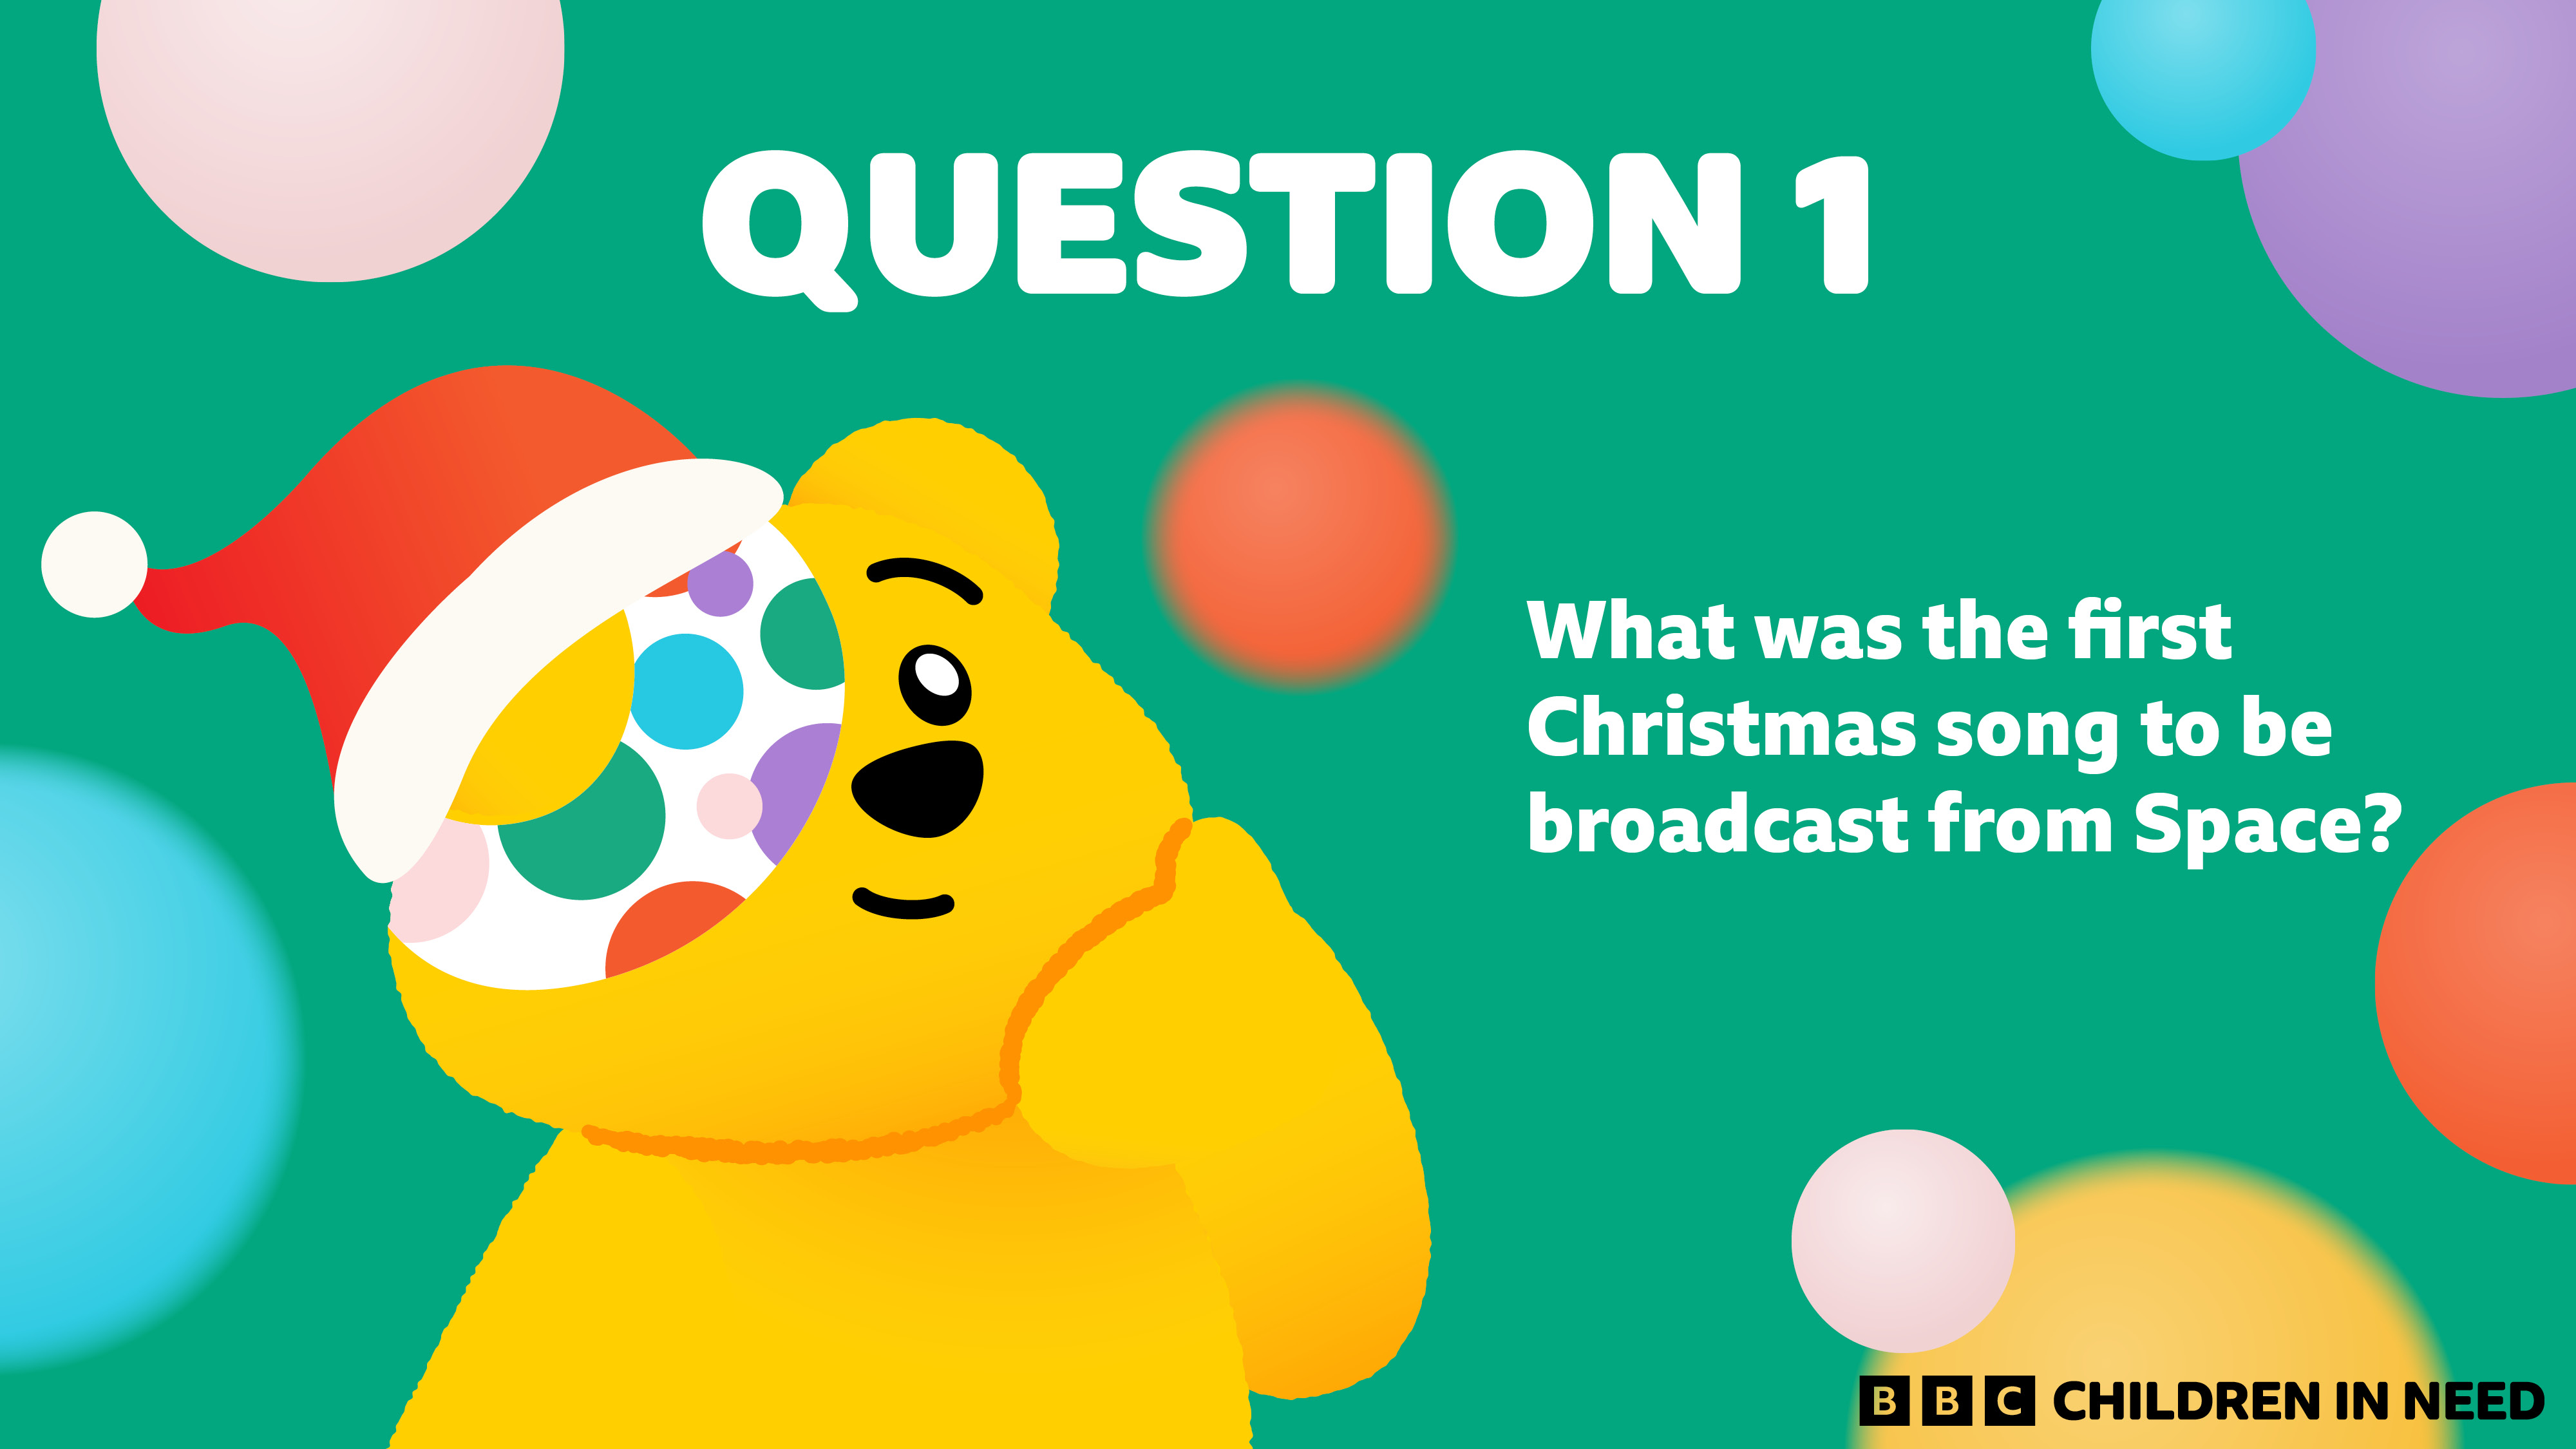 QUESTION 1
What was the first
Christmas song to be
broadcast from Space?
BBC CHILDREN IN NEED